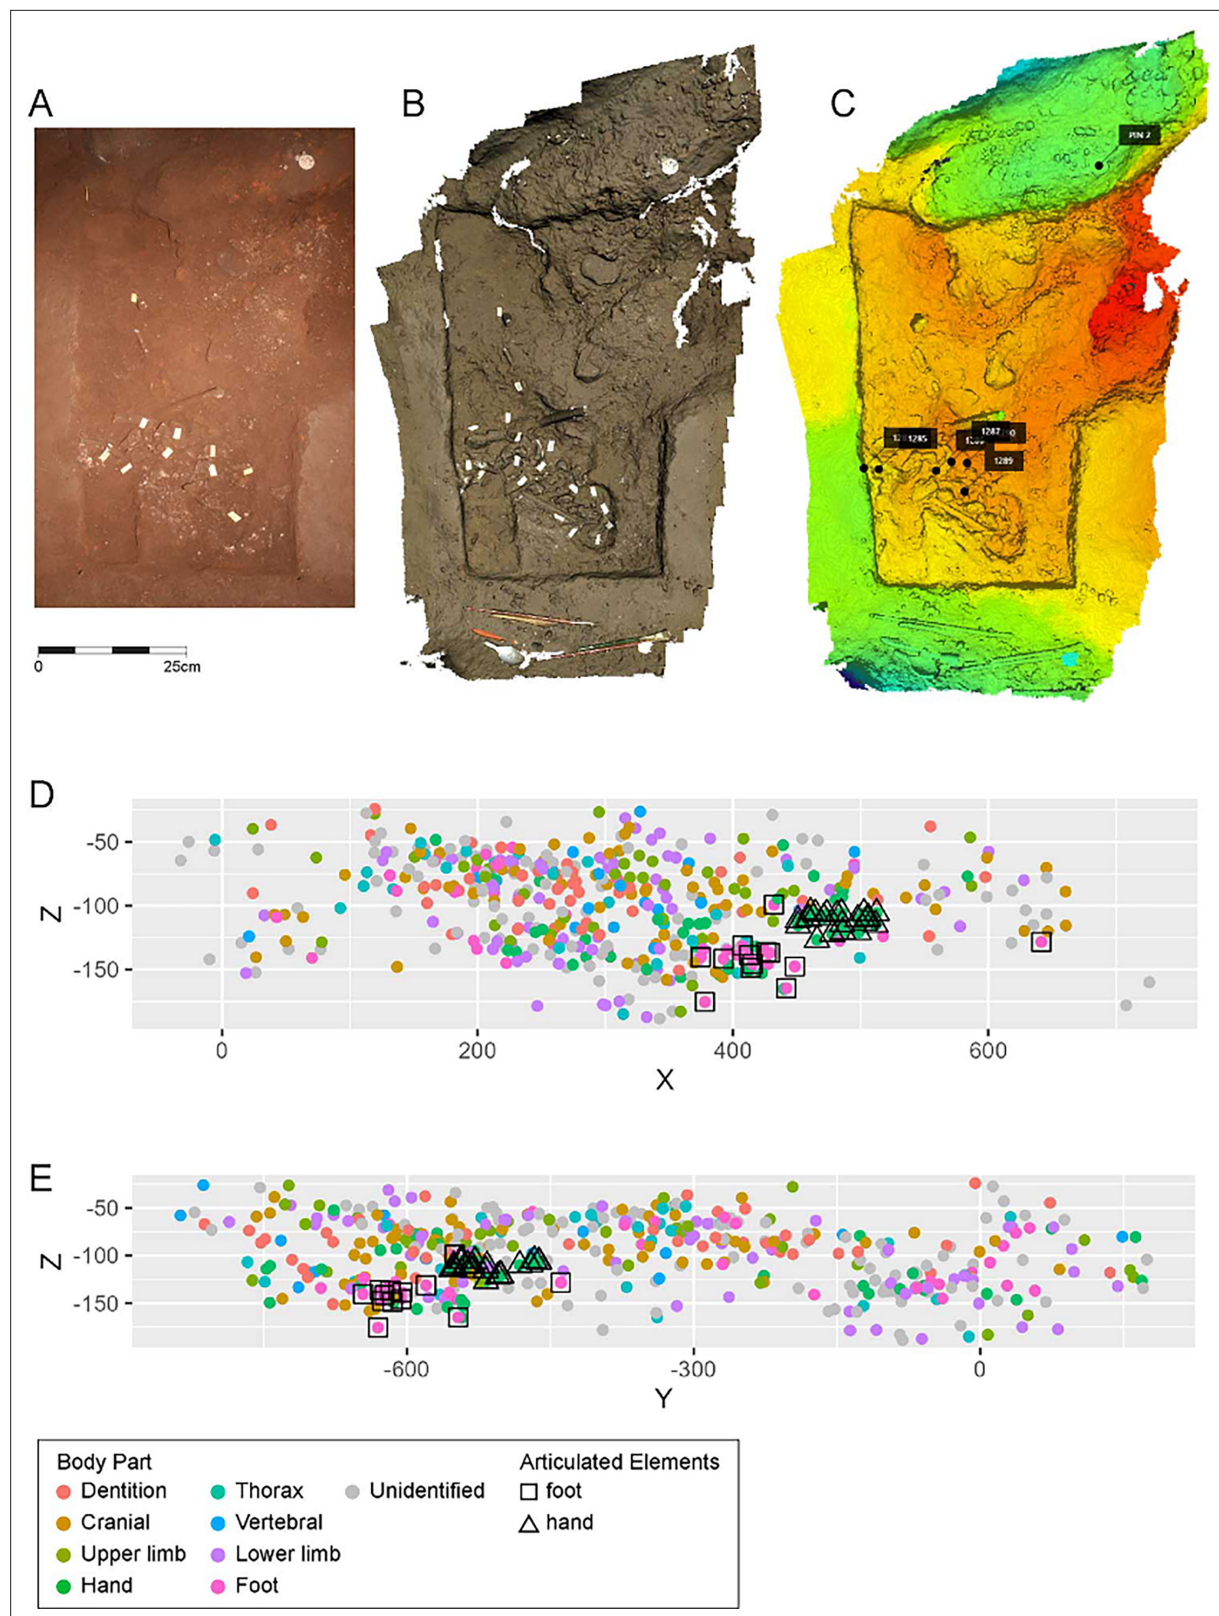 A
B
C
PIN 2
1285
1287
1289
0 25cm
D
-50
-100
-150
Z
0 200 400 600
X
E
-50
-100
-150
Z
-600 -300 0
Y
Body Part Articulated Elements
Dentition Thorax Unidentified foot
Cranial Vertebral hand
Upper limb Lower limb
Hand Foot